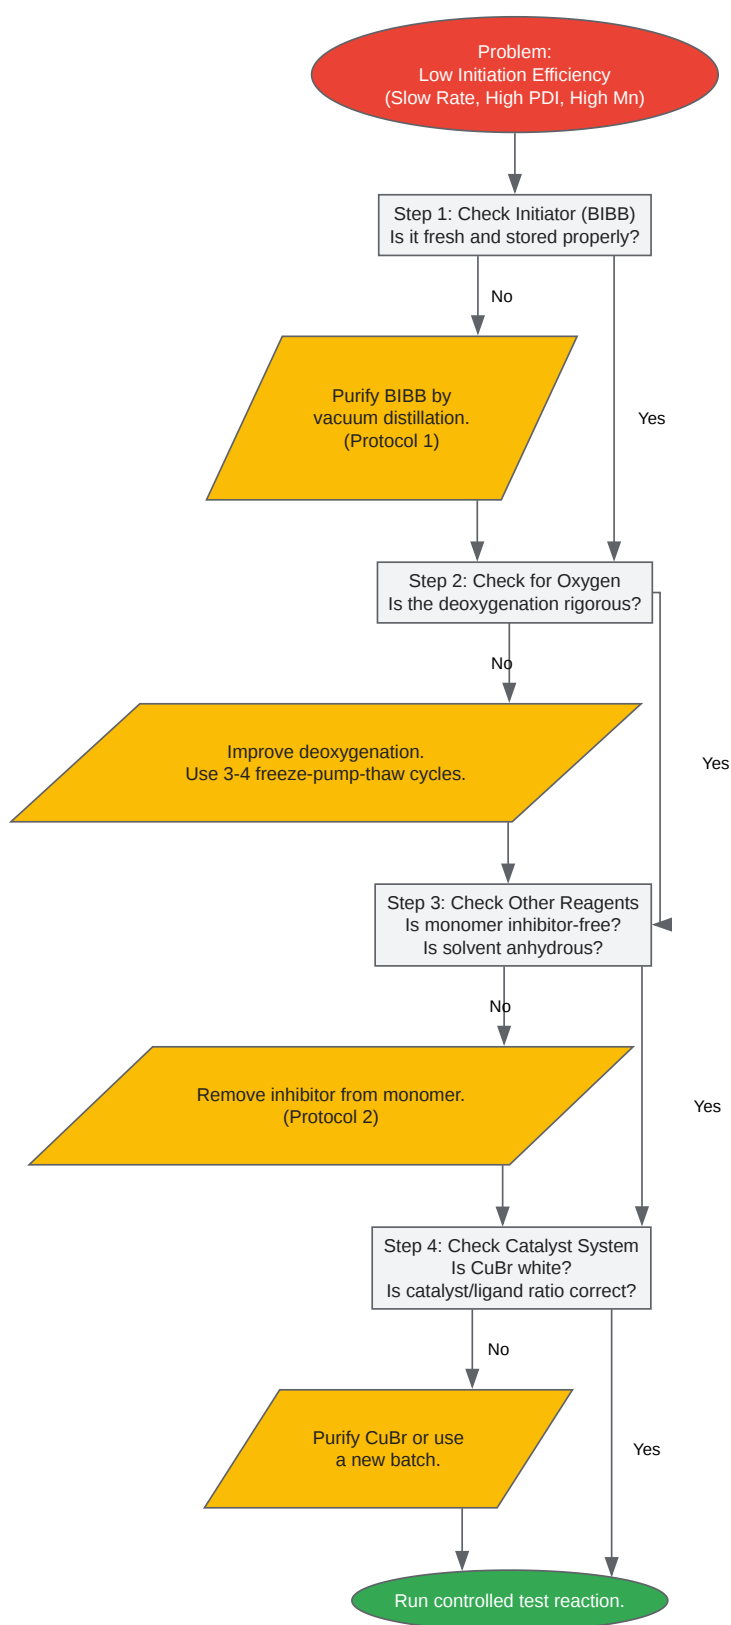 Problem:
Low Initiation Efficiency
(Slow Rate, High PDI, High Mn)
Step 1: Check Initiator (BIBB)
Is it fresh and stored properly?
No
Purify BIBB by
vacuum distillation.
(Protocol 1)
Yes
Step 2: Check for Oxygen
Is the deoxygenation rigorous?
No
Improve deoxygenation.
Use 3-4 freeze-pump-thaw cycles.
Yes
Step 3: Check Other Reagents
Is monomer inhibitor-free?
Is solvent anhydrous?
No
Remove inhibitor from monomer.
(Protocol 2)
Yes
Step 4: Check Catalyst System
Is CuBr white?
Is catalyst/ligand ratio correct?
No
Purify CuBr or use
a new batch.
Yes
Run controlled test reaction.